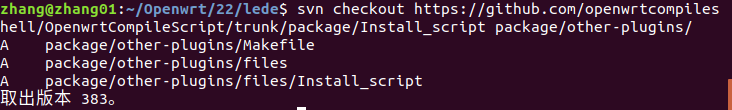 zhang@zhang01:~/Openwrt/22/lede$ svn checkout https://github.com/openwrtcompiles
hell/OpenwrtCompileScript/trunk/package/Install_script package/other-plugins/
A    package/other-plugins/Makefile
A    package/other-plugins/files
A    package/other-plugins/files/Install_script
取出版本 383。